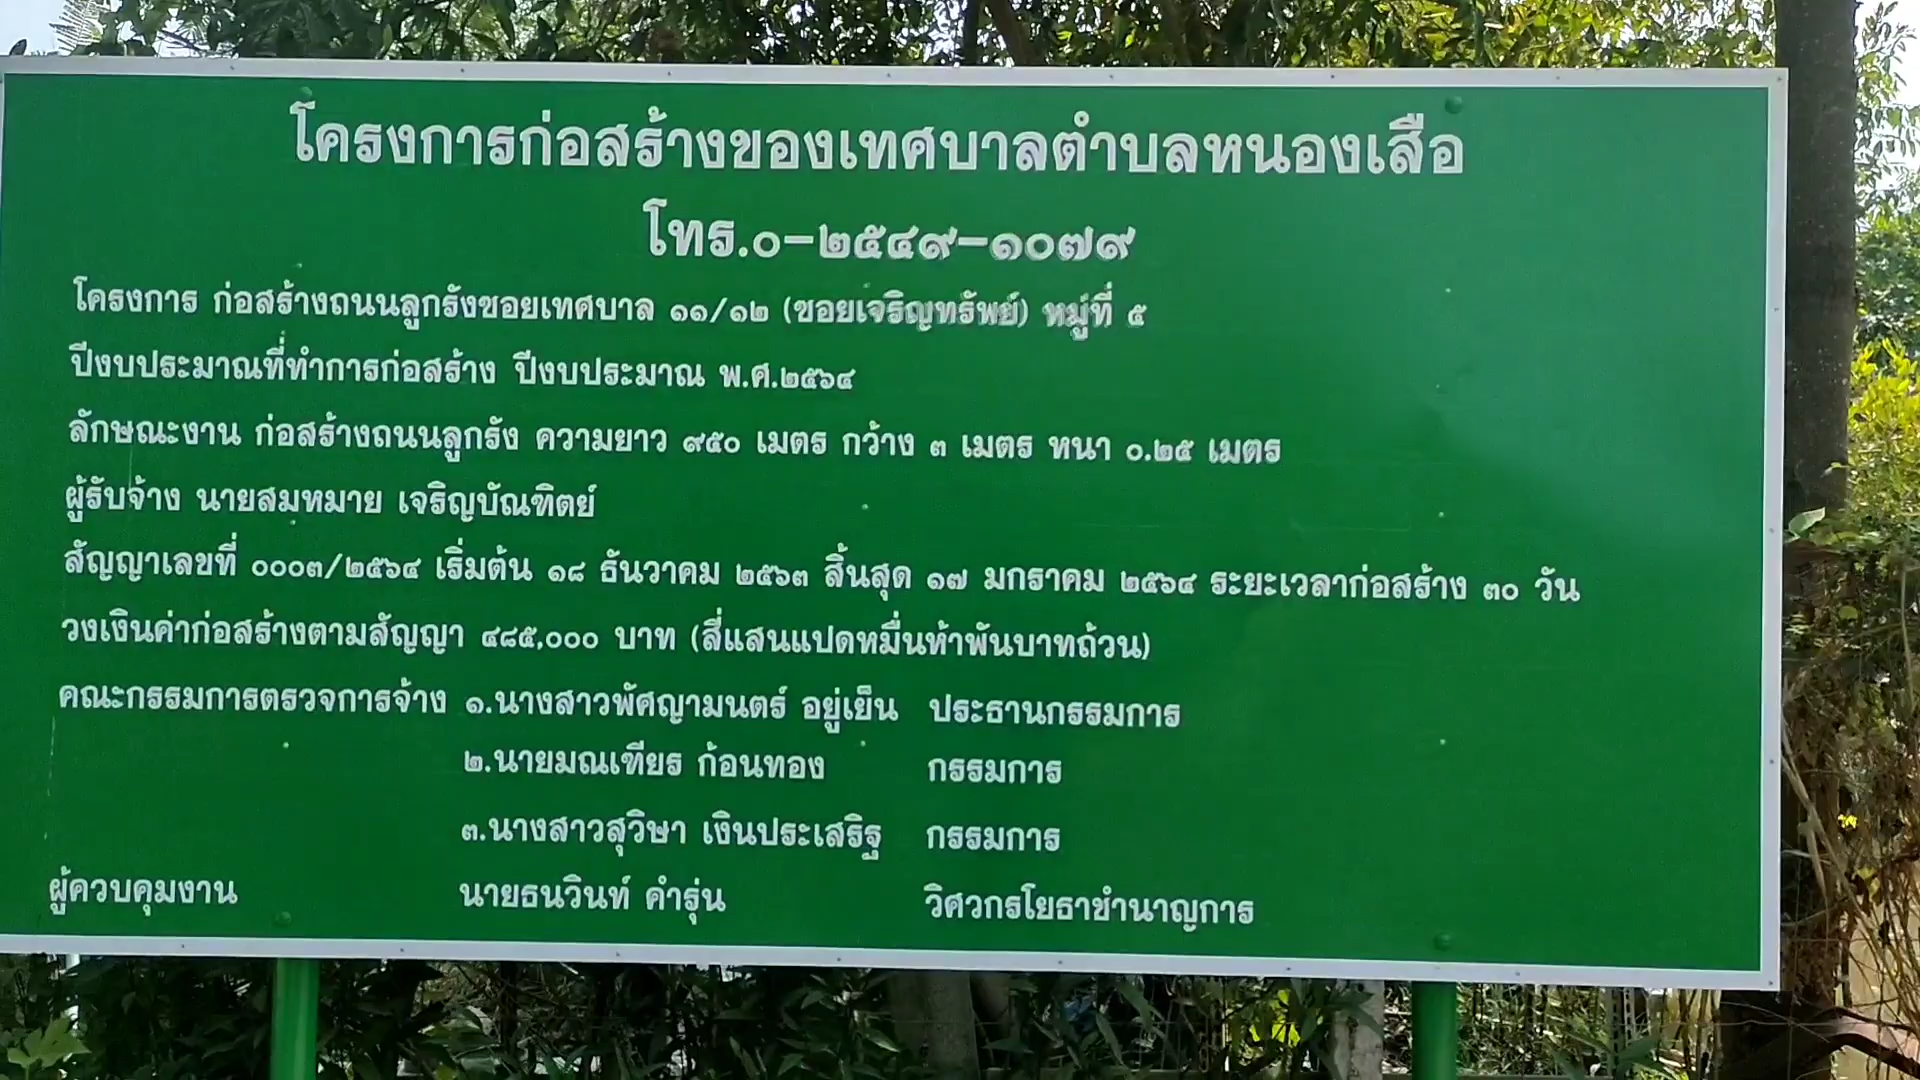 โครงการก่อสร้างของเทศบาลตำบลหนองเสือ
โทร.๐-๒๕๔๙-๑๐๗๙
โครงการ ก่อสร้างถนนลูกรังซอยเทศบาล ๑๑/๑๒ (ซอยเจริญทรัพย์) หมู่ที่ ๕
ปีงบประมาณที่ทำการก่อสร้าง ปีงบประมาณ พ.ศ.๒๕๖๔
ลักษณะงาน ก่อสร้างถนนลูกรัง ความยาว ๙๕๐ เมตร กว้าง ๓ เมตร หนา ๐.๒๕ เมตร
ผู้รับจ้าง นายสมหมาย เจริญบัณฑิตย์
สัญญาเลขที่ ๐๐๐๓/๒๕๖๔ เริ่มต้น ๑๘ ธันวาคม ๒๕๖๓ สิ้นสุด ๑๗ มกราคม ๒๕๖๔ ระยะเวลาก่อสร้าง ๓๐ วัน
วงเงินค่าก่อสร้างตามสัญญา ๔๘๕,๐๐๐ บาท (สี่แสนแปดหมื่นห้าพันบาทถ้วน)
คณะกรรมการตรวจการจ้าง ๑.นางสาวพัศญามนตร์ อยู่เย็น ประธานกรรมการ
๒.นายมณเฑียร ก้อนทอง กรรมการ
๓.นางสาวสุวิษา เงินประเสริฐ กรรมการ
ผู้ควบคุมงาน นายธนวินท์ คำรุ่น วิศวกรโยธาชำนาญการ